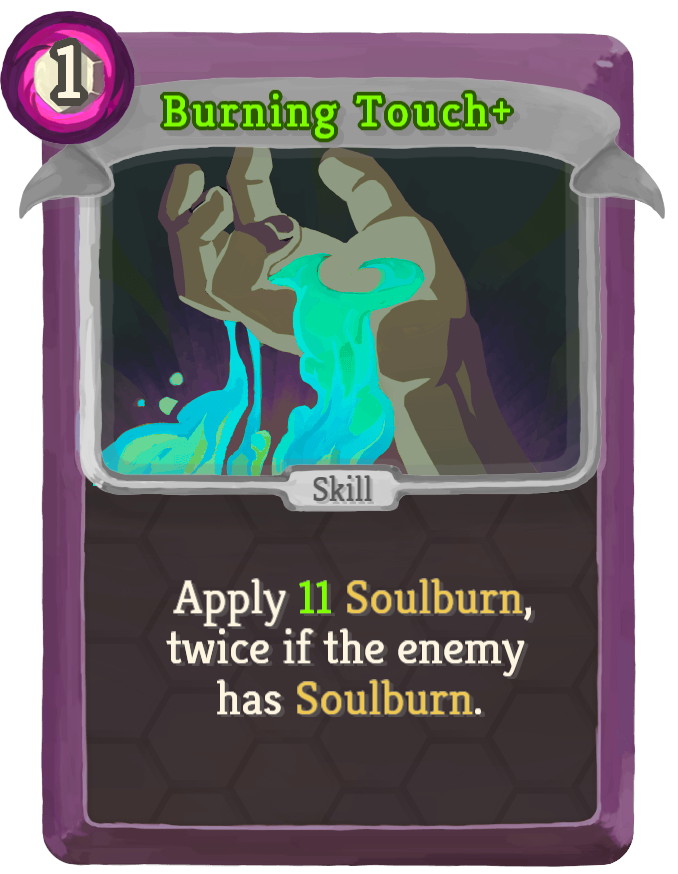 1
Burning Touch+
Skill
Apply 11 Soulburn,
twice if the enemy
has Soulburn.